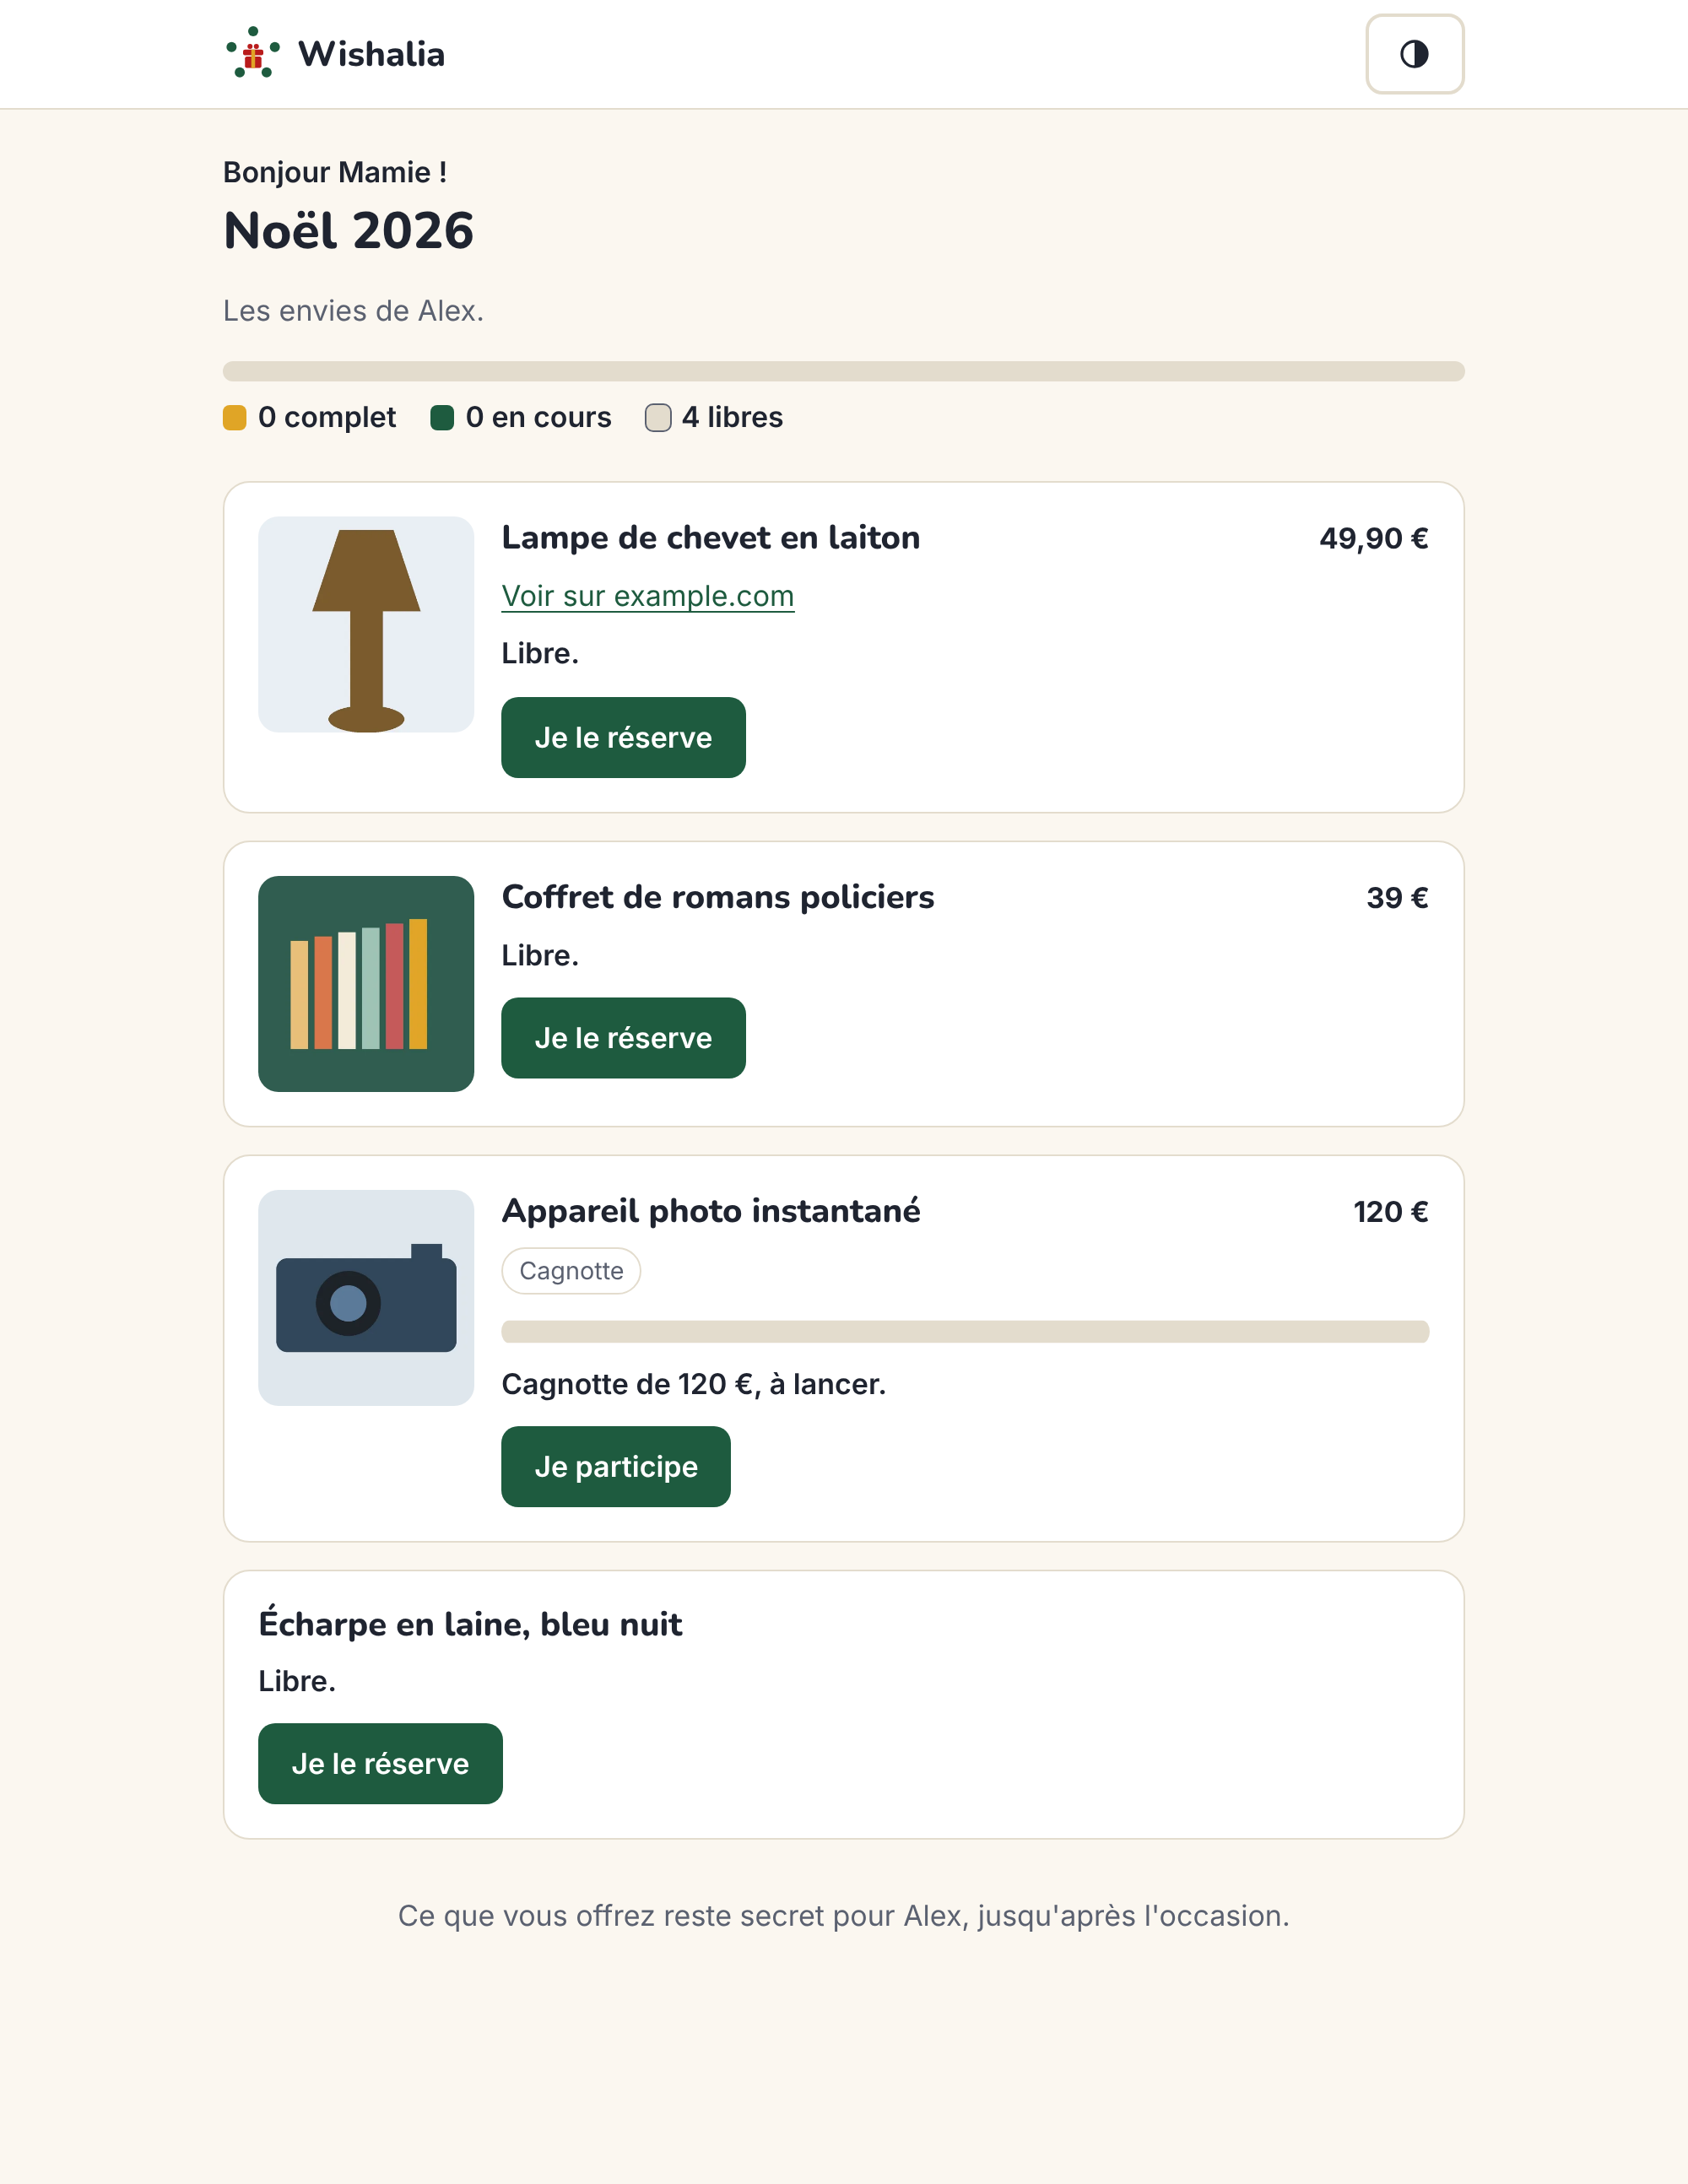 Wishalia
Bonjour Mamie !
Noël 2026
Les envies de Alex.
0 complet 0 en cours 4 libres
Lampe de chevet en laiton 49,90 €
Voir sur example.com
Libre.
Je le réserve
Coffret de romans policiers 39 €
Libre.
Je le réserve
Appareil photo instantané 120 €
Cagnotte
Cagnotte de 120 €, à lancer.
Je participe
Écharpe en laine, bleu nuit
Libre.
Je le réserve
Ce que vous offrez reste secret pour Alex, jusqu'après l'occasion.